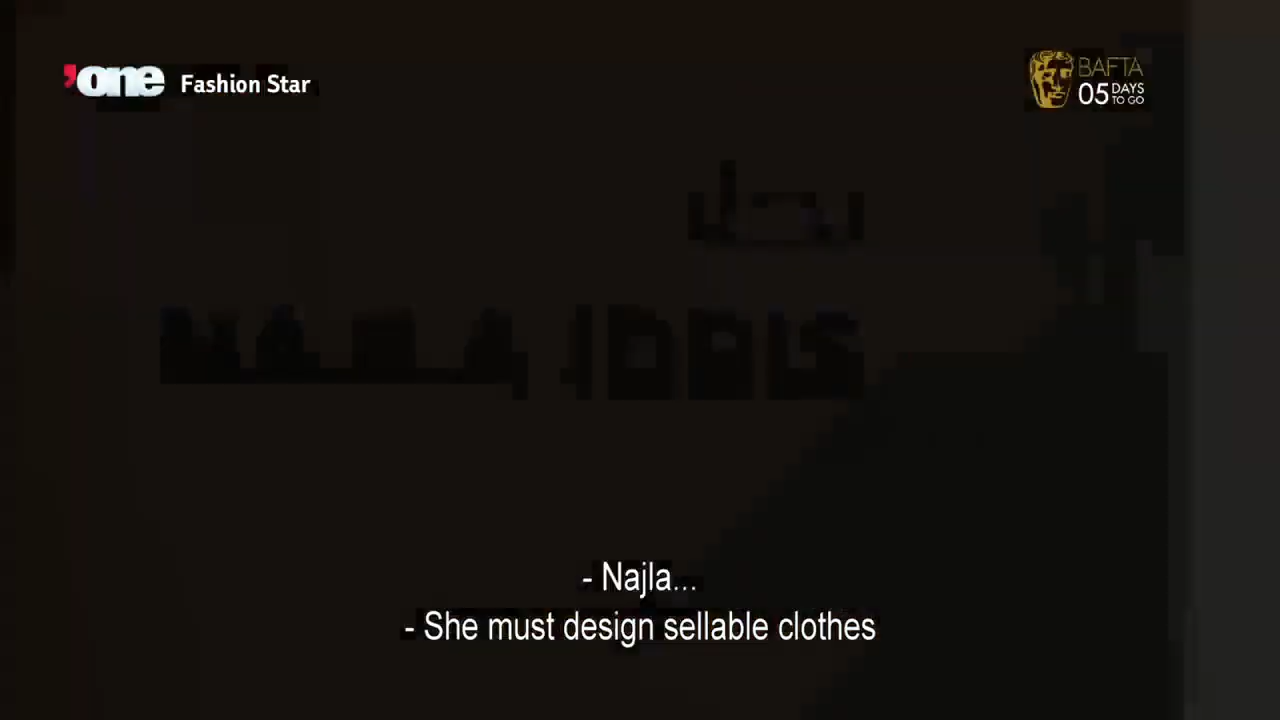 'one Fashion Star
BAFTA
05 DAYS TO GO
- Najla...
- She must design sellable clothes